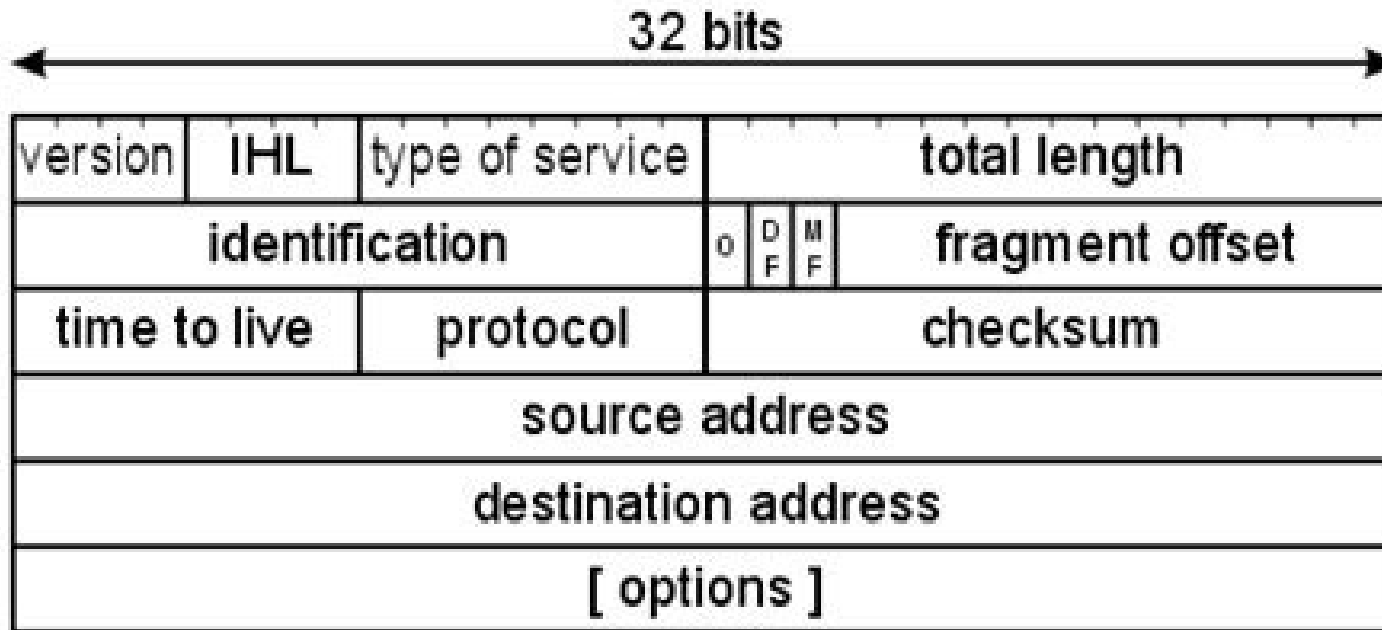 32 bits
version IHL type of service total length
identification 0 D F M F fragment offset
time to live protocol checksum
source address
destination address
[ options ]